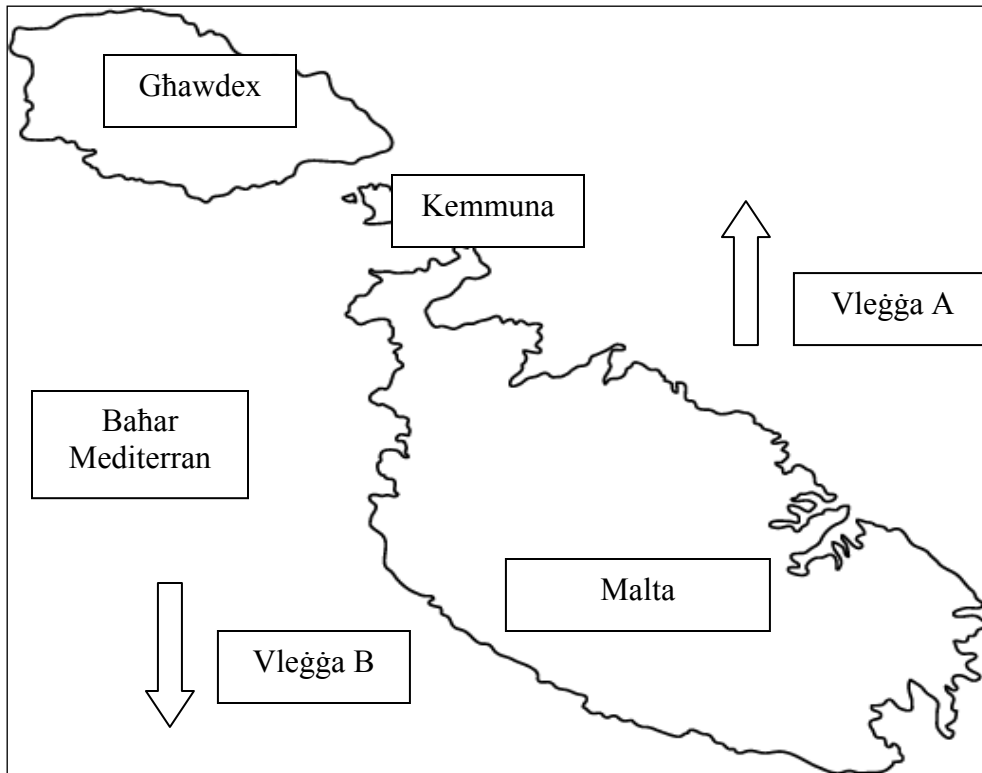 Għawdex
Kemmuna
Vleġġa A
Baħar
Mediterran
Malta
Vleġġa B